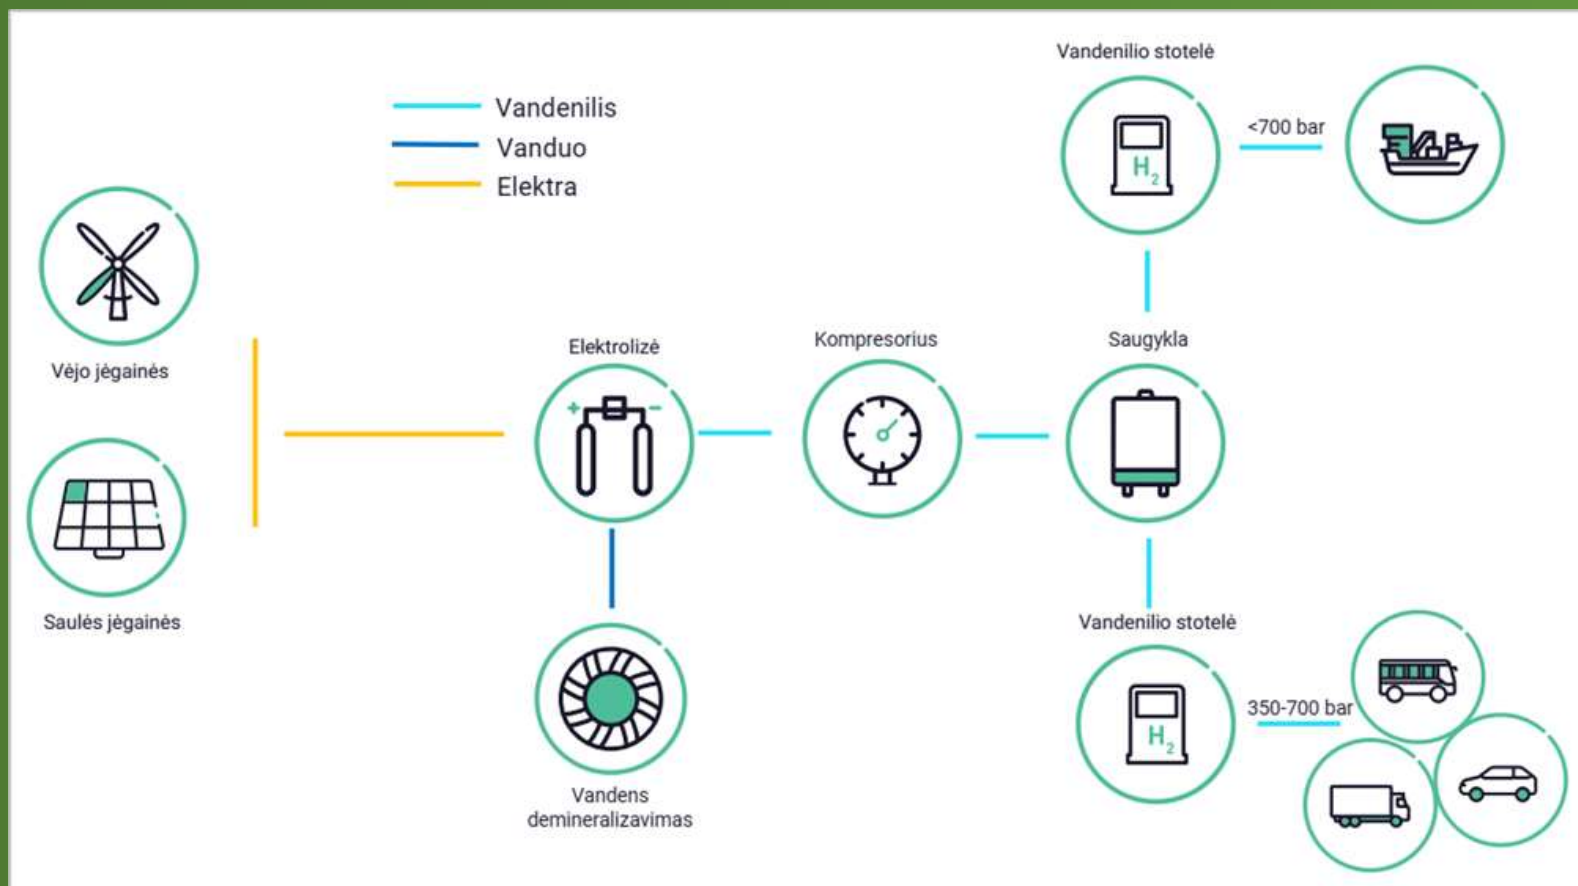 Vandenilio stotelė
Vandenilis
Vanduo
Elektra
H2
<700 bar
Vėjo jėgainės
Elektrolizė
Kompresorius
Saugykla
+ −
Saulės jėgainės
Vandenilio stotelė
H2
350-700 bar
Vandens
demineralizavimas